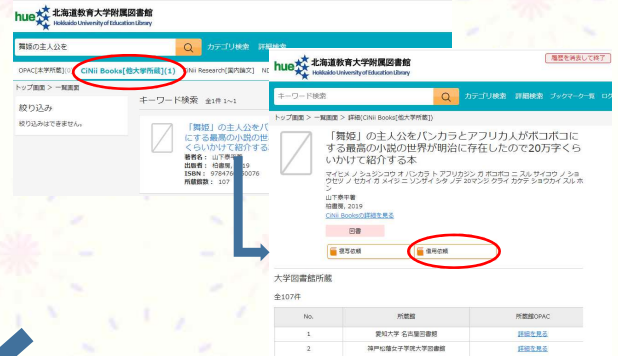 hue 北海道教育大学附属図書館
Hokkaido University of Education Library
舞姫の主人公を
カテゴリ検索 詳細検索
OPAC[本学所蔵]
CiNii Books[他大学所蔵](1)
CiNii Research[国内論文]
トップ画面 > 一覧画面
絞り込み
絞り込みはできません。
キーワード検索 全1件 1~1
「舞姫」の主人公をバ
にする最高の小説の世
くらいかけて紹介する
著者名: 山下泰平
出版者: 柏書房, 2019
所蔵館数: 107
履歴を消去して終了
hue 北海道教育大学附属図書館
Hokkaido University of Education Library
キーワード検索
カテゴリ検索 詳細検索 ブックマーク一覧 ログ
トップ画面 > 一覧画面 > 詳細(CiNii Books[他大学所蔵])
「舞姫」の主人公をバンカラとアフリカ人がボコボコに
する最高の小説の世界が明治に存在したので20万字くら
いかけて紹介する本
マイヒメ ノ シュジンコウ オ バンカラ ト アフリカジン ガ ボコボコ ニ スル サイコウ ノ ショ
ウセツ ノ セカイ ガ メイジ ニ ソンザイ シタ ノデ 20マンジ クライ カケテ ショウカイ スル ホ
ン
山下泰平著
柏書房, 2019
CiNii Booksの詳細を見る
図書
複写依頼
借用依頼
大学図書館所蔵
全107件
No. 所蔵館 所蔵館OPAC
1 愛知大学 名古屋図書館 詳細を見る
2 神戸松蔭女子学院大学図書館 詳細を見る